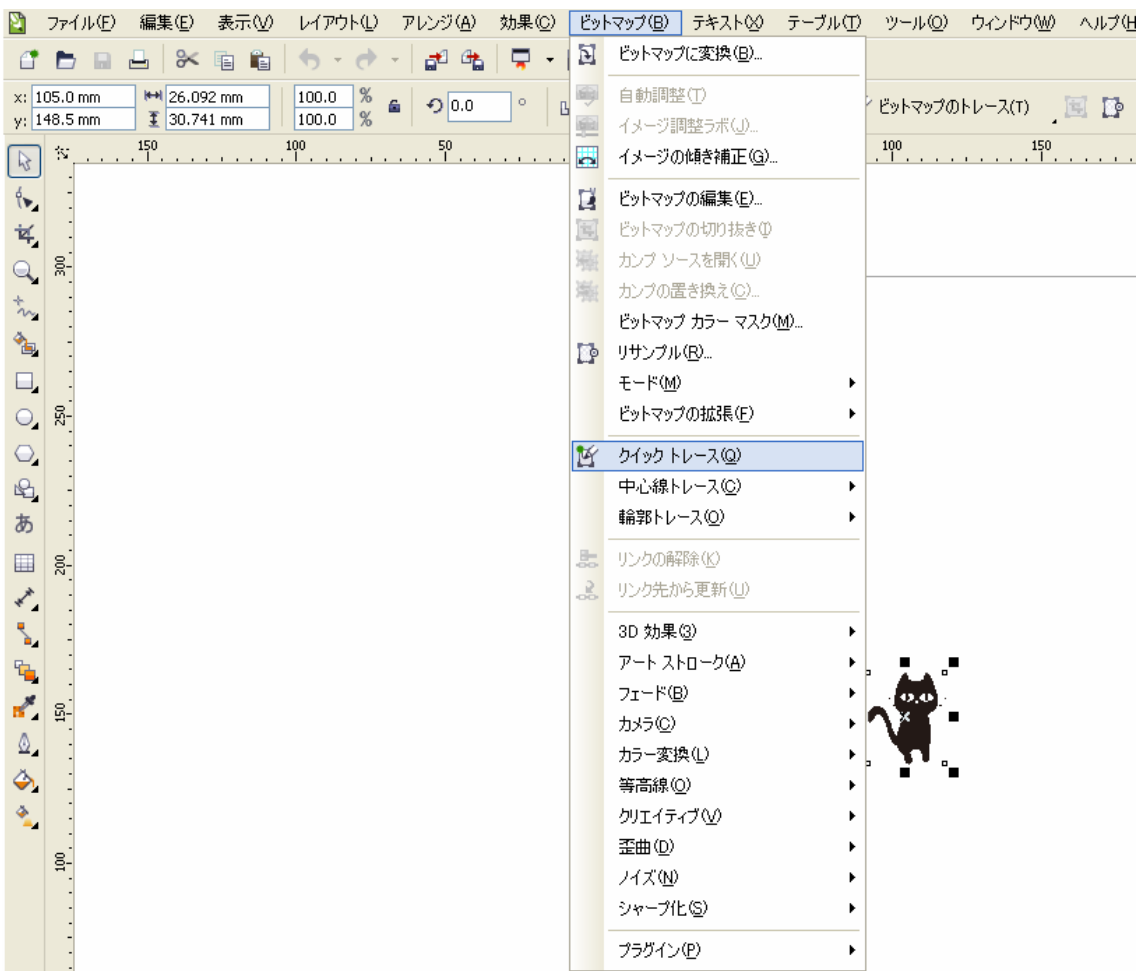 ファイル(F) 編集(E) 表示(V) レイアウト(L) アレンジ(A) 効果(C) ビットマップ(B) テキスト(X) テーブル(T) ツール(O) ウィンドウ(W) ヘルプ(H
x: 105.0 mm 26.092 mm 100.0 % 0.0 °
y: 148.5 mm 30.741 mm 100.0 %
ビットマップのトレース(T)
150 100 50 100 150
300
250
200
150
100
あ
ビットマップに変換(B)...
自動調整(T)
イメージ調整ラボ(J)...
イメージの傾き補正(G)...
ビットマップの編集(E)...
ビットマップの切り抜き(I)
カンプ ソースを開く(U)
カンプの置き換え(C)...
ビットマップ カラー マスク(M)...
リサンプル(R)...
モード(M)
ビットマップの拡張(F)
クイック トレース(Q)
中心線トレース(C)
輪郭トレース(O)
リンクの解除(K)
リンク先から更新(U)
3D 効果(3)
アート ストローク(A)
フェード(B)
カメラ(C)
カラー変換(L)
等高線(O)
クリエイティブ(V)
歪曲(D)
ノイズ(N)
シャープ化(S)
プラグイン(P)